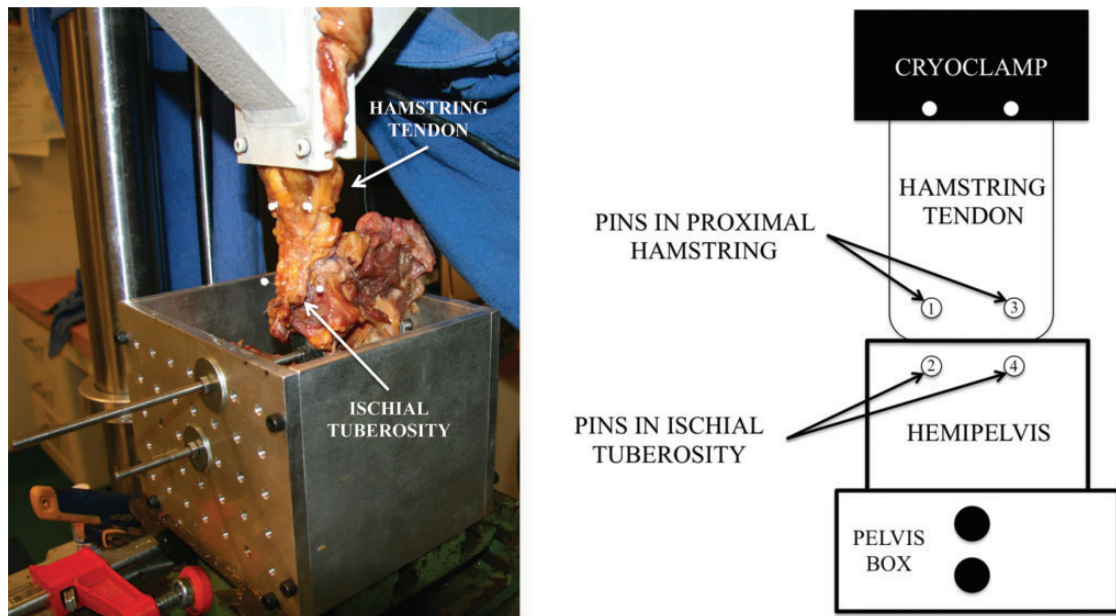 HAMSTRING
TENDON
ISCHIAL
TUBEROSITY
CRYOCLAMP
HAMSTRING
TENDON
PINS IN PROXIMAL
HAMSTRING
1
3
2
4
PINS IN ISCHIAL
TUBEROSITY
HEMIPELVIS
PELVIS
BOX